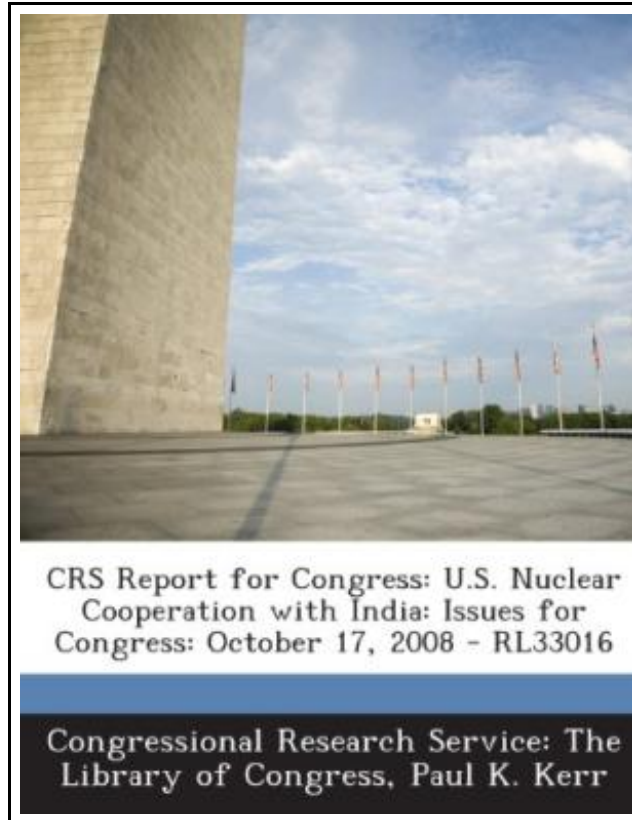 CRS Report for Congress: U.S. Nuclear
Cooperation with India: Issues for
Congress: October 17, 2008 - RL33016
Congressional Research Service: The
Library of Congress, Paul K. Kerr